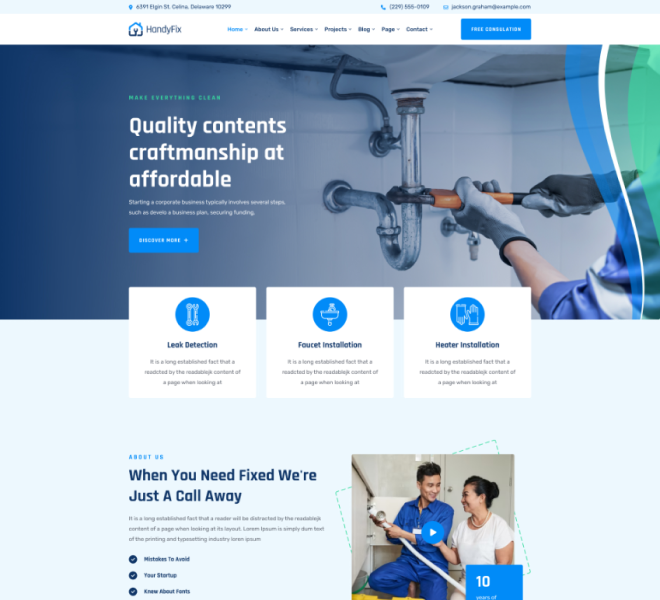 6391 Elgin St. Celina, Delaware 10299
(229) 555-0109
jackson.graham@example.com
HandyFix
Home
About Us
Services
Projects
Blog
Page
Contact
FREE CONSULATION
MAKE EVERYTHING CLEAN
Quality contents
craftmanship at
affordable
Starting a corporate business typically involves several steps,
such as develo a business plan, securing funding,
DISCOVER MORE
Leak Detection
It is a long established fact that a
readcted by the readablejk content of
a page when looking at
Faucet Installation
It is a long established fact that a
readcted by the readablejk content of
a page when looking at
Heater Installation
It is a long established fact that a
readcted by the readablejk content of
a page when looking at
ABOUT US
When You Need Fixed We're
Just A Call Away
It is a long established fact that a reader will be distracted by the readablejk
content of a page when looking at its layout. Lorem Ipsum is simply dum text
of the printing and typesetting industry lorem ipsum
Mistakes To Avoid
Your Startup
Knew About Fonts
10
years of